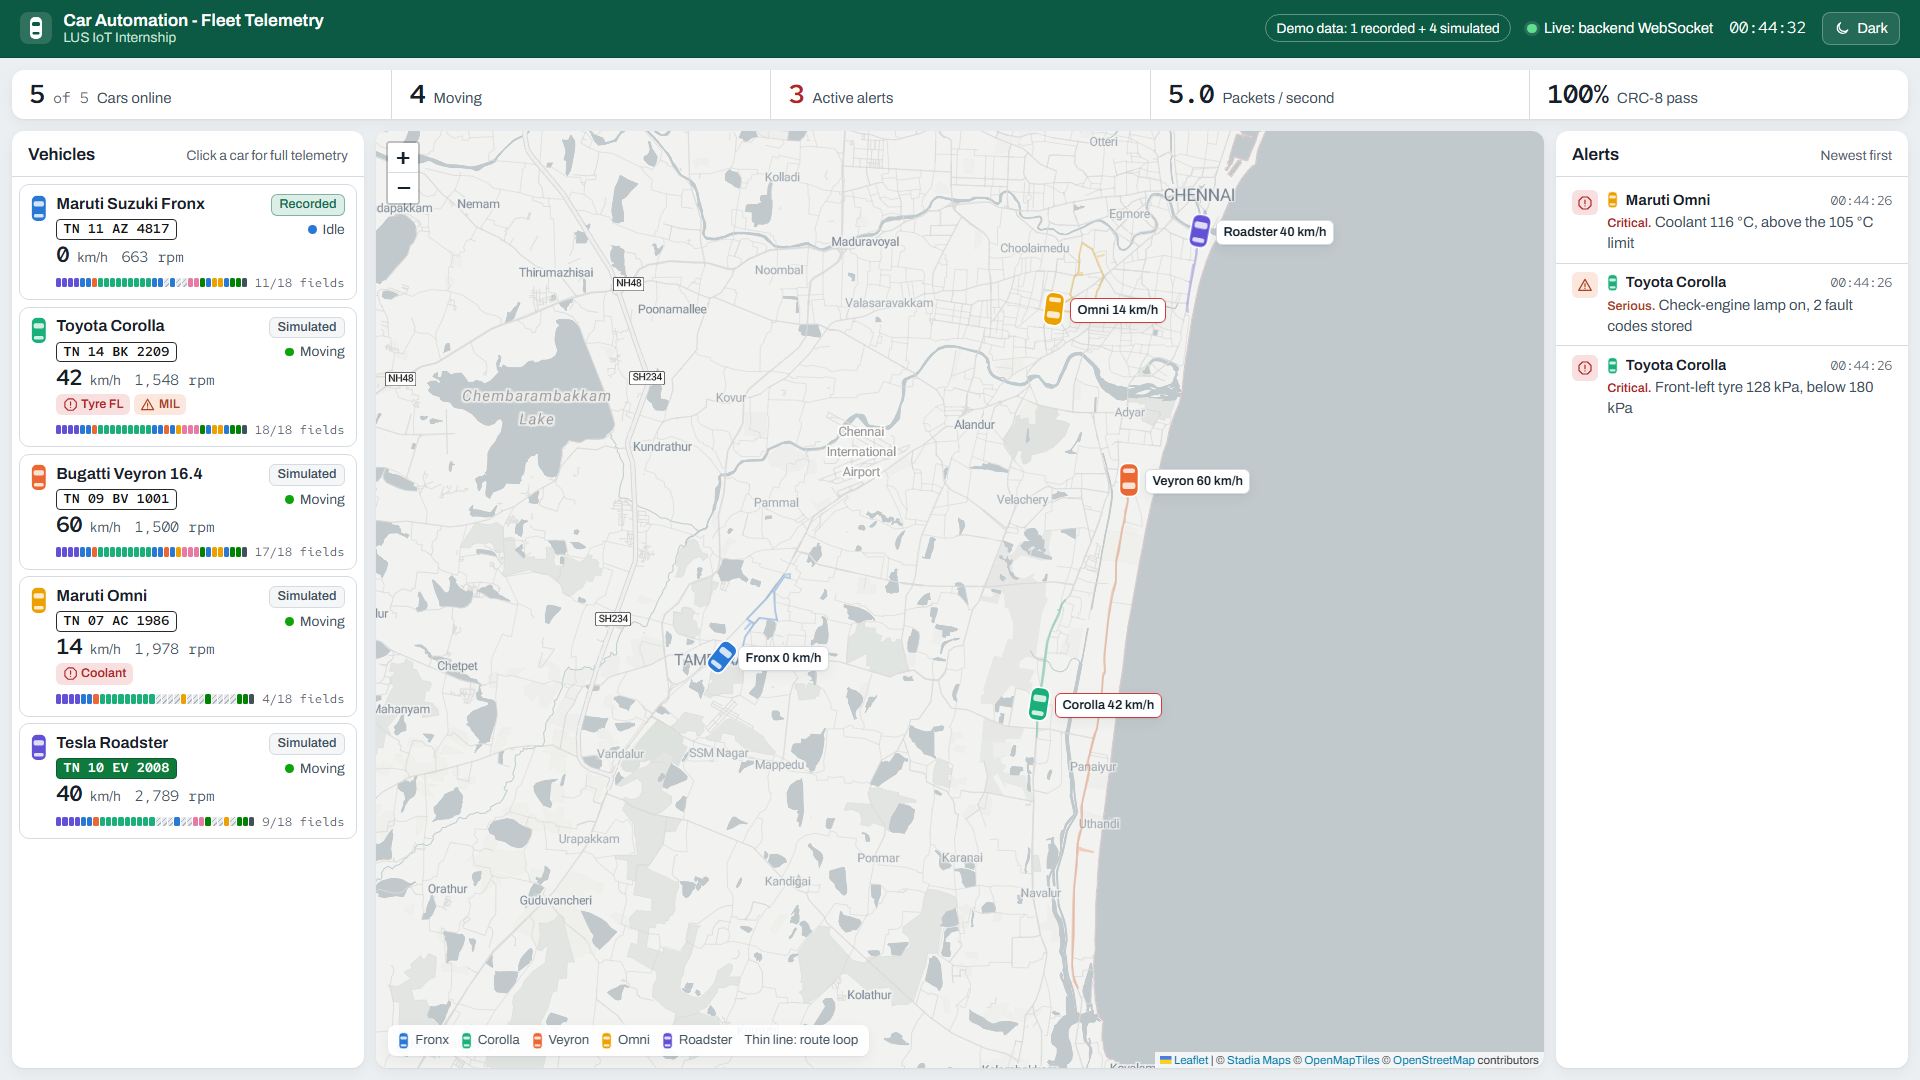 Car Automation - Fleet Telemetry
LUS IoT Internship
Demo data: 1 recorded + 4 simulated
Live: backend WebSocket
00:44:32
Dark
5 of 5 Cars online
4 Moving
3 Active alerts
5.0 Packets / second
100% CRC-8 pass
Vehicles
Click a car for full telemetry
Maruti Suzuki Fronx
Recorded
TN 11 AZ 4817
Idle
0 km/h 663 rpm
11/18 fields
Toyota Corolla
Simulated
TN 14 BK 2209
Moving
42 km/h 1,548 rpm
Tyre FL
MIL
18/18 fields
Bugatti Veyron 16.4
Simulated
TN 09 BV 1001
Moving
60 km/h 1,500 rpm
17/18 fields
Maruti Omni
Simulated
TN 07 AC 1986
Moving
14 km/h 1,978 rpm
Coolant
4/18 fields
Tesla Roadster
Simulated
TN 10 EV 2008
Moving
40 km/h 2,789 rpm
9/18 fields
+
−
Otteri
Kolladi
CHENNAI
dapakkam
Nemam
Egmore
Roadster 40 km/h
Maduravoyal
Choolaimedu
Thirumazhisai
Noombal
NH48
Valasaravakkam
Poonamallee
Omni 14 km/h
NH48
SH234
Chembarambakkam
Lake
Kovur
Adyar
Chennai
International
Airport
Alandur
Kundrathur
Veyron 60 km/h
Velachery
Pammal
lur
SH234
TAM
Fronx 0 km/h
Chetpet
Corolla 42 km/h
Mahanyam
Vandalur
SSM Nagar
Mappedu
Panaiyur
Uthandi
Urapakkam
Ponmar
Karanai
Kandigai
Orathur
Navalur
Guduvancheri
Kolathur
Kovalam
Fronx
Corolla
Veyron
Omni
Roadster
Thin line: route loop
Leaflet | © Stadia Maps © OpenMapTiles © OpenStreetMap contributors
Alerts
Newest first
Maruti Omni
00:44:26
Critical. Coolant 116 °C, above the 105 °C
limit
Toyota Corolla
00:44:26
Serious. Check-engine lamp on, 2 fault
codes stored
Toyota Corolla
00:44:26
Critical. Front-left tyre 128 kPa, below 180
kPa